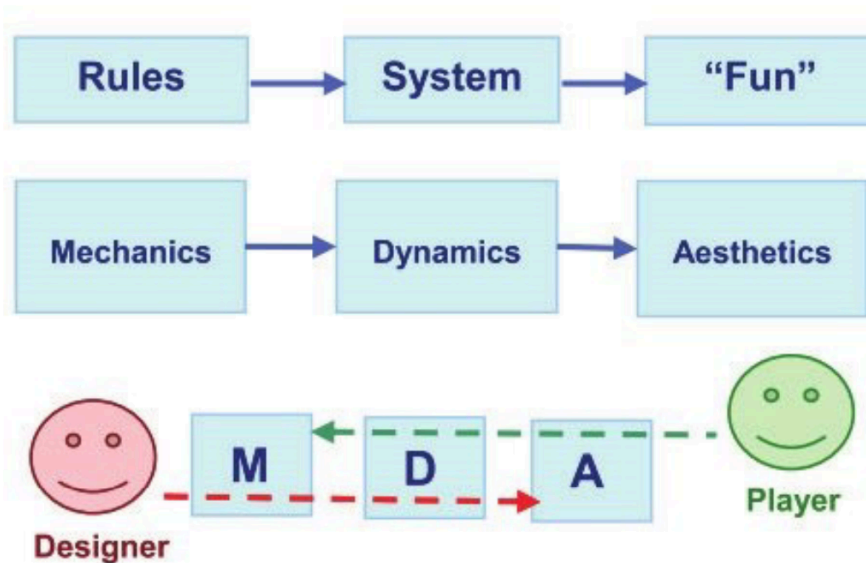 Rules
System
“Fun”
Mechanics
Dynamics
Aesthetics
M
D
A
Designer
Player